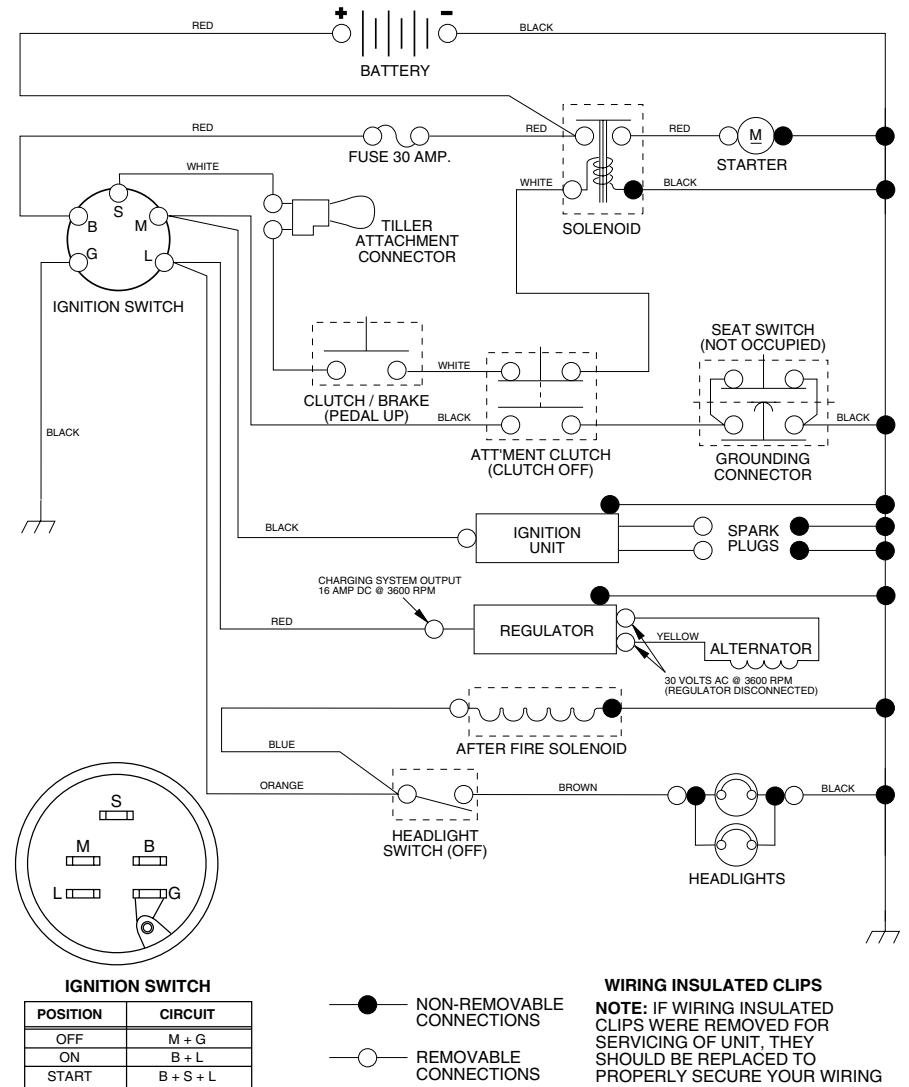 RED
+
-
BLACK
BATTERY
RED
FUSE 30 AMP.
RED
RED
M
STARTER
WHITE
WHITE
BLACK
SOLENOID
S
B
M
G
L
IGNITION SWITCH
TILLER
ATTACHMENT
CONNECTOR
SEAT SWITCH
(NOT OCCUPIED)
WHITE
CLUTCH / BRAKE
(PEDAL UP)
BLACK
BLACK
BLACK
ATT'MENT CLUTCH
(CLUTCH OFF)
GROUNDING
CONNECTOR
BLACK
IGNITION
UNIT
SPARK
PLUGS
CHARGING SYSTEM OUTPUT
16 AMP DC @ 3600 RPM
RED
REGULATOR
YELLOW
ALTERNATOR
30 VOLTS AC @ 3600 RPM
(REGULATOR DISCONNECTED)
AFTER FIRE SOLENOID
BLUE
ORANGE
BROWN
BLACK
HEADLIGHT
SWITCH (OFF)
HEADLIGHTS
S
M
B
L
G
IGNITION SWITCH
POSITION CIRCUIT
OFF M + G
ON B + L
START B + S + L
NON-REMOVABLE
CONNECTIONS
REMOVABLE
CONNECTIONS
WIRING INSULATED CLIPS
NOTE: IF WIRING INSULATED
CLIPS WERE REMOVED FOR
SERVICING OF UNIT, THEY
SHOULD BE REPLACED TO
PROPERLY SECURE YOUR WIRING